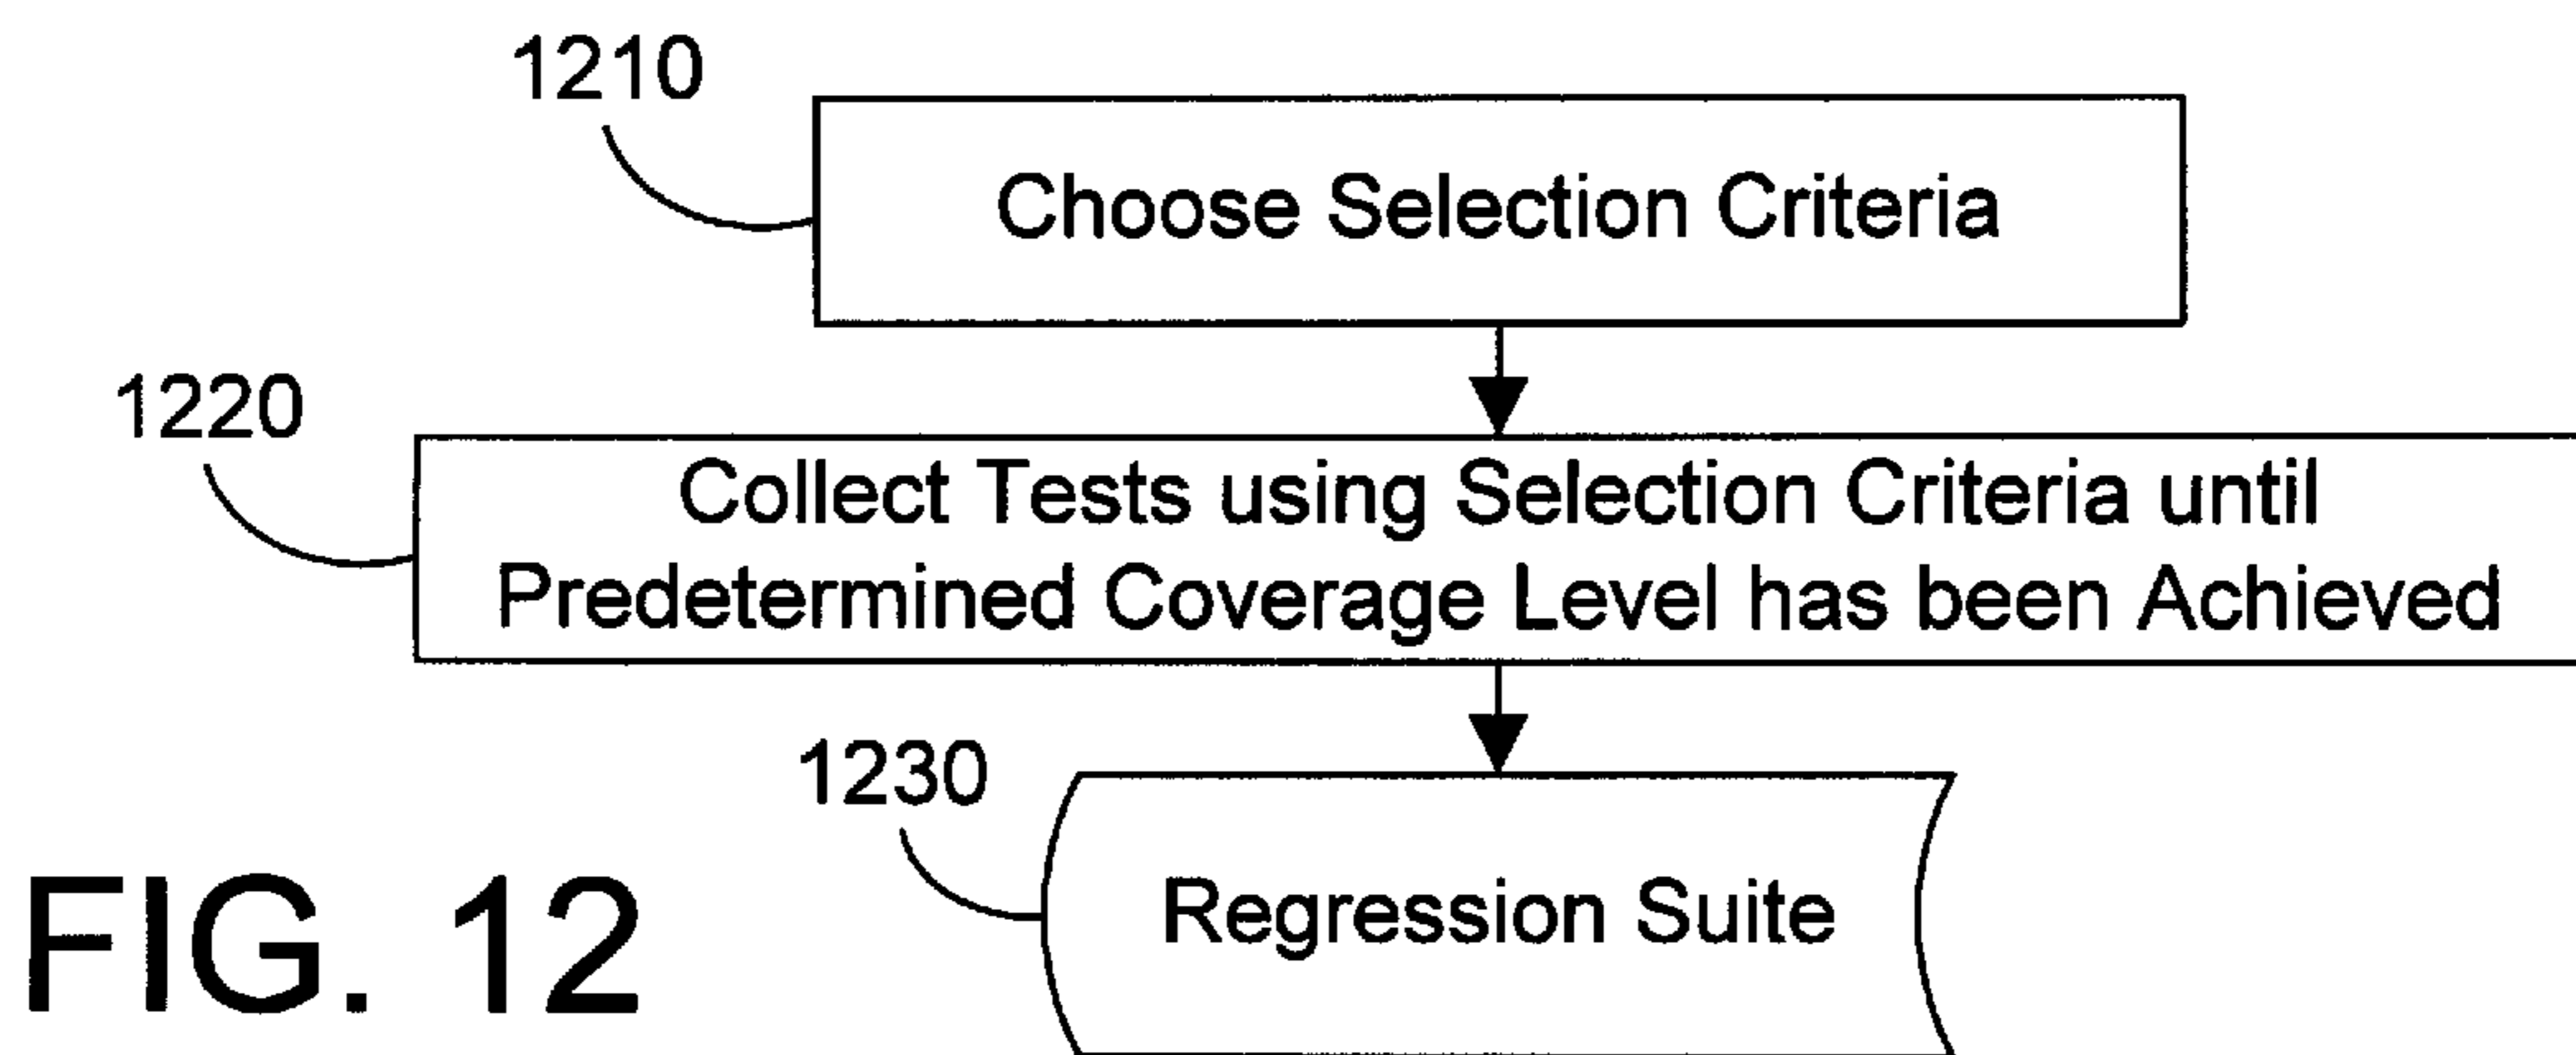 1210
Choose Selection Criteria
1220
Collect Tests using Selection Criteria until
Predetermined Coverage Level has been Achieved
1230
Regression Suite
FIG. 12